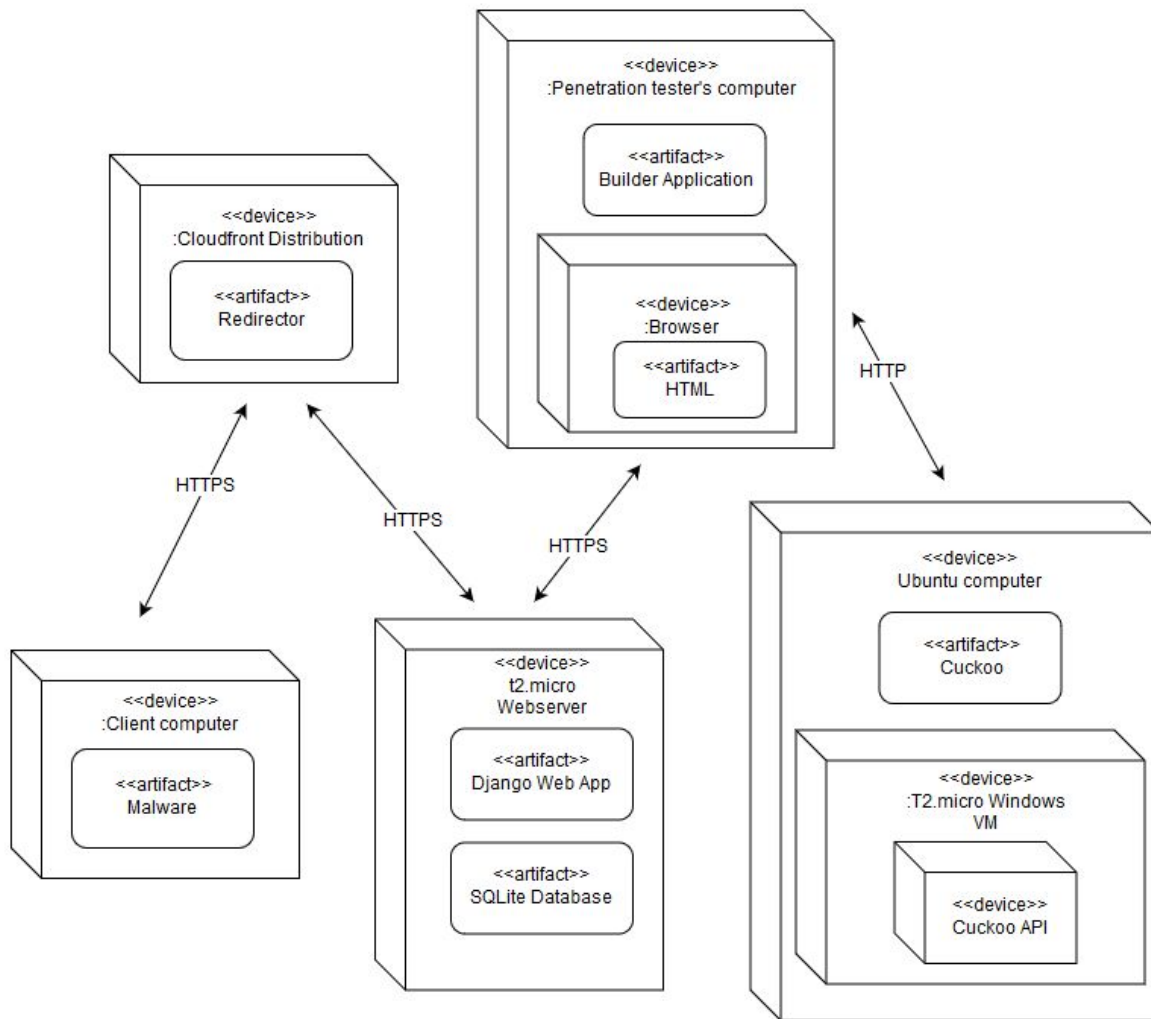 <<device>>
:Penetration tester's computer
<<artifact>>
Builder Application
<<device>>
:Browser
<<artifact>>
HTML
<<device>>
:Cloudfront Distribution
<<artifact>>
Redirector
HTTP
HTTPS
HTTPS
HTTPS
<<device>>
:Client computer
<<artifact>>
Malware
<<device>>
t2.micro
Webserver
<<artifact>>
Django Web App
<<artifact>>
SQLite Database
<<device>>
Ubuntu computer
<<artifact>>
Cuckoo
<<device>>
:T2.micro Windows
VM
<<device>>
Cuckoo API